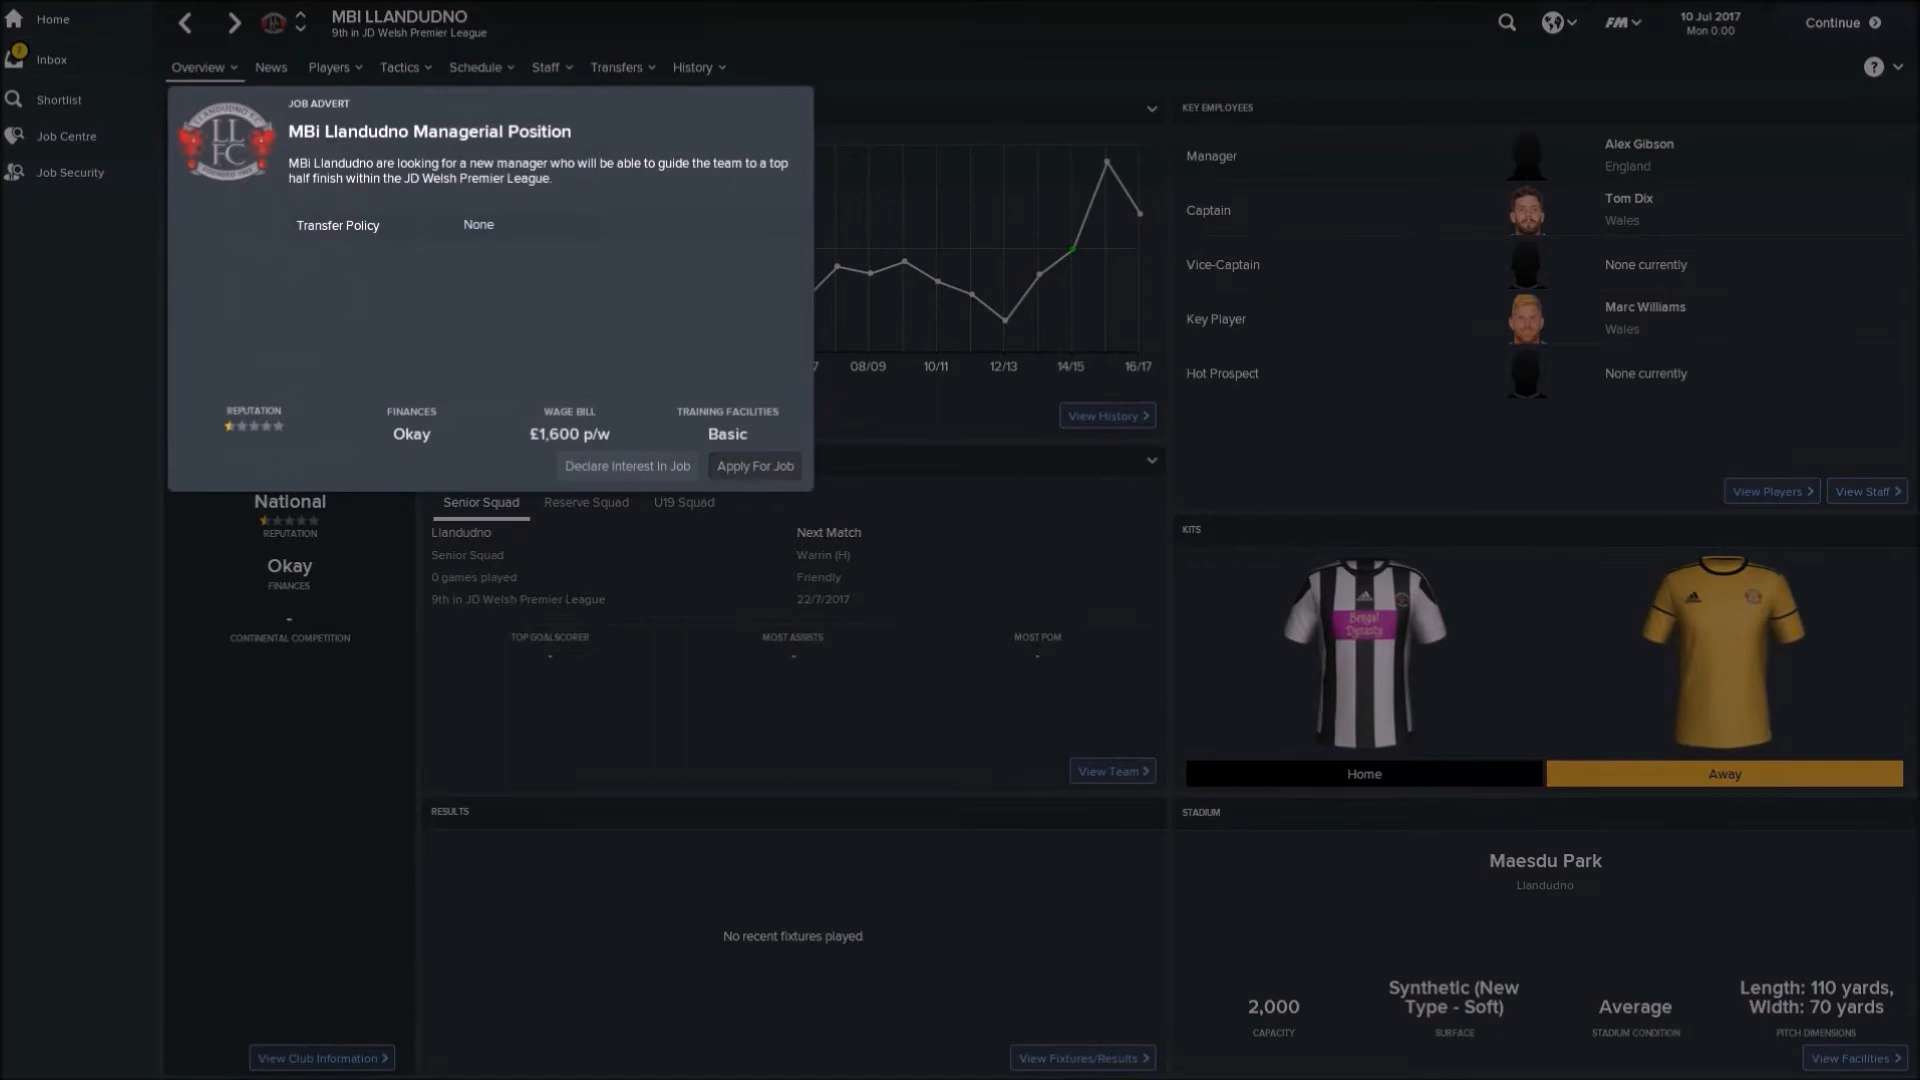 Home
7
Inbox
Shortlist
Job Centre
Job Security
MBI LLANDUDNO
9th in JD Welsh Premier League
FM
10 Jul 2017
Mon 0:00
Continue
Overview
News
Players
Tactics
Schedule
Staff
Transfers
History
?
LLANDUDNO F.C.
LL
FC
JOB ADVERT
MBi Llandudno Managerial Position
MBi Llandudno are looking for a new manager who will be able to guide the team to a top
half finish within the JD Welsh Premier League.
Transfer Policy
None
REPUTATION
FINANCES
Okay
WAGE BILL
£1,600 p/w
TRAINING FACILITIES
Basic
Declare Interest In Job
Apply For Job
7
08/09
10/11
12/13
14/15
16/17
View History
KEY EMPLOYEES
Manager
Alex Gibson
England
Captain
Tom Dix
Wales
Vice-Captain
None currently
Key Player
Marc Williams
Wales
Hot Prospect
None currently
View Players
View Staff
National
REPUTATION
Okay
FINANCES
-
CONTINENTAL COMPETITION
View Club Information
Senior Squad
Reserve Squad
U19 Squad
Llandudno
Senior Squad
0 games played
9th in JD Welsh Premier League
Next Match
Warrin (H)
Friendly
22/7/2017
TOP GOALSCORER
-
MOST ASSISTS
-
MOST POM
-
View Team
KITS
Bengal
Dynasty
Home
Away
RESULTS
No recent fixtures played
View Fixtures/Results
STADIUM
Maesdu Park
Llandudno
2,000
CAPACITY
Synthetic (New
Type - Soft)
SURFACE
Average
STADIUM CONDITION
Length: 110 yards,
Width: 70 yards
PITCH DIMENSIONS
View Facilities